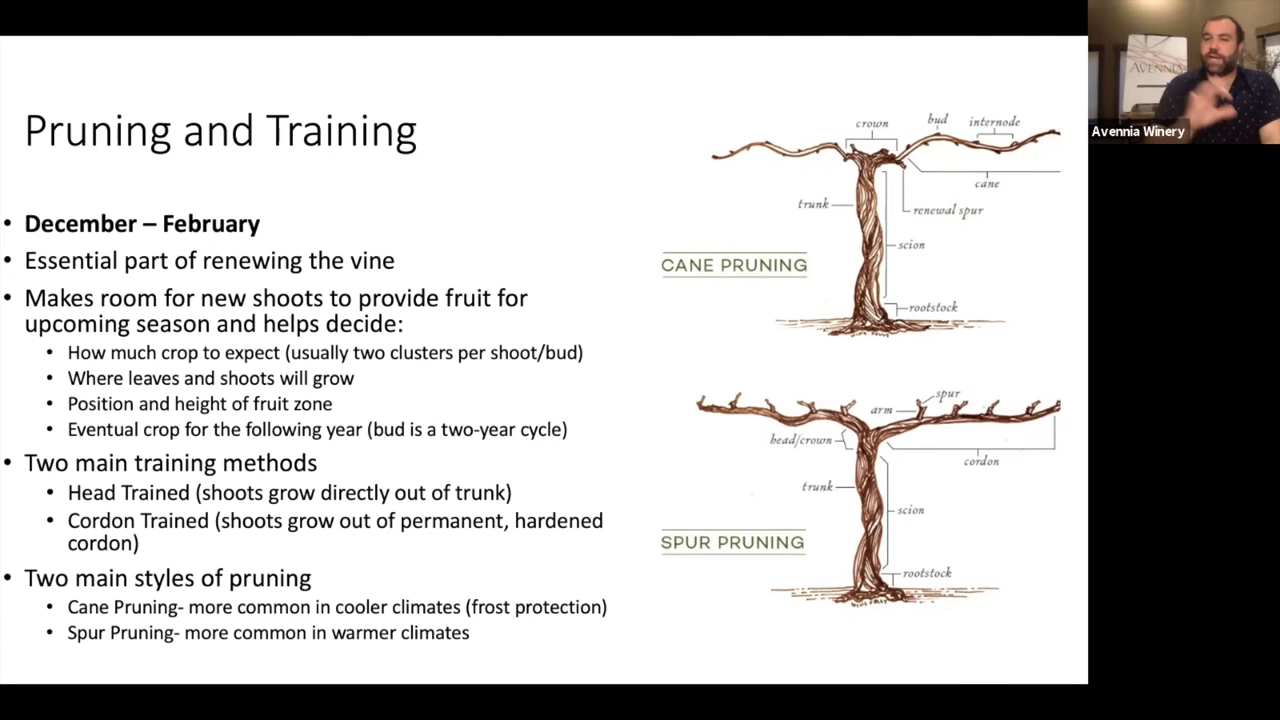 Pruning and Training
• December – February
• Essential part of renewing the vine
• Makes room for new shoots to provide fruit for
upcoming season and helps decide:
• How much crop to expect (usually two clusters per shoot/bud)
• Where leaves and shoots will grow
• Position and height of fruit zone
• Eventual crop for the following year (bud is a two-year cycle)
• Two main training methods
• Head Trained (shoots grow directly out of trunk)
• Cordon Trained (shoots grow out of permanent, hardened
cordon)
• Two main styles of pruning
• Cane Pruning- more common in cooler climates (frost protection)
• Spur Pruning- more common in warmer climates
crown
bud
internode
cane
trunk
renewal spur
scion
CANE PRUNING
rootstock
spur
arm
head/crown
cordon
trunk
scion
SPUR PRUNING
rootstock
AVENNIA
Avennia Winery